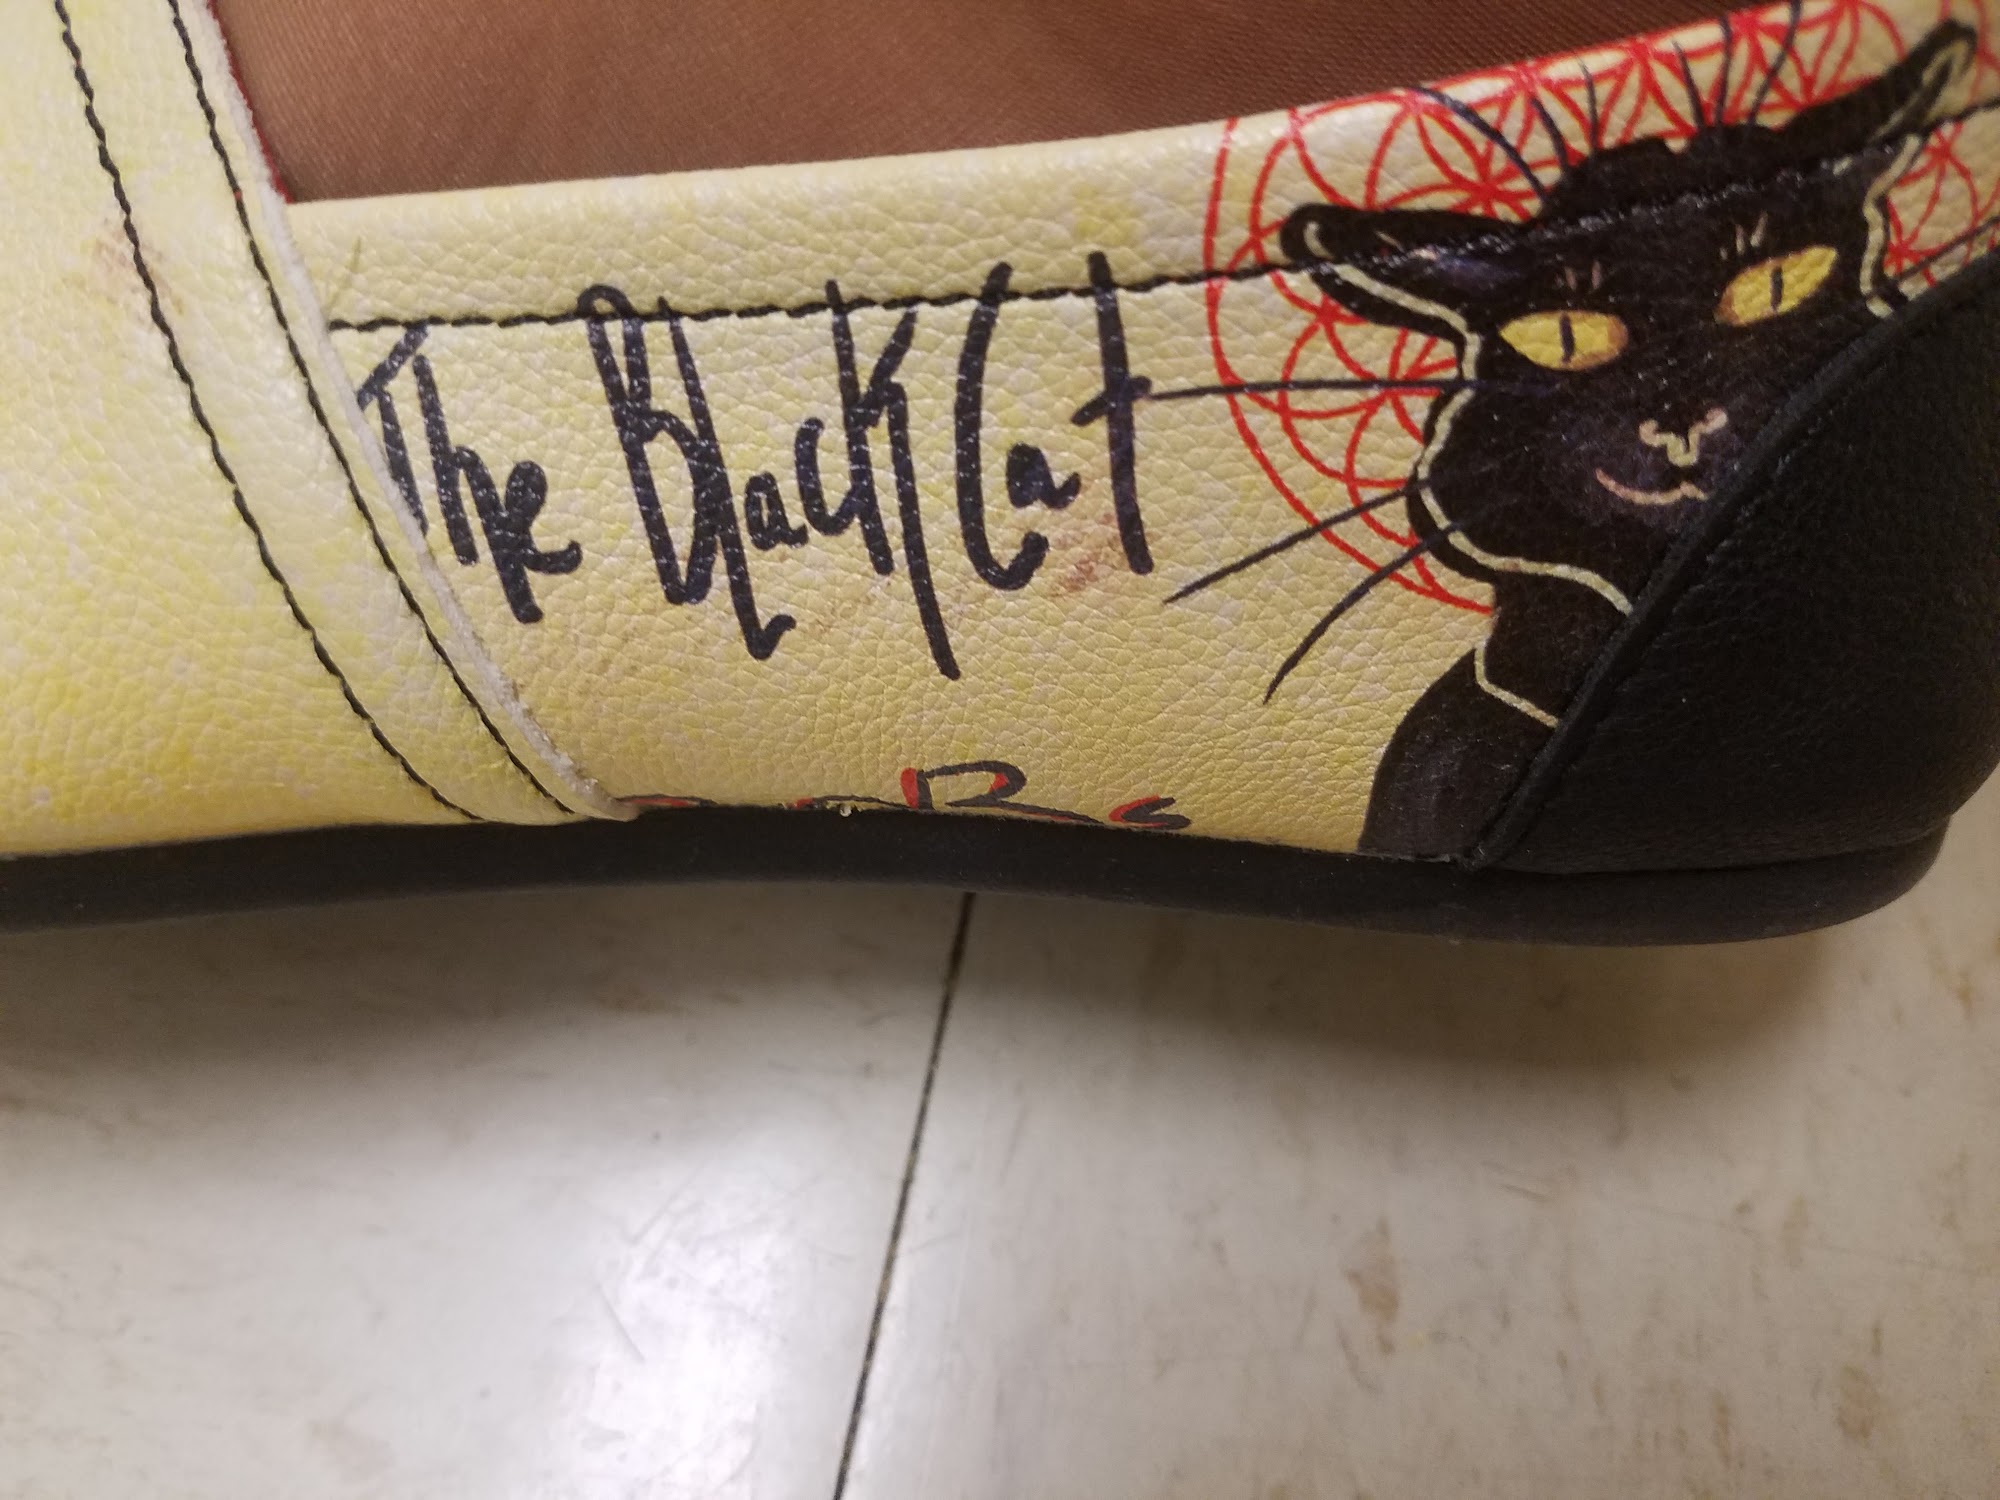 The Black Cat